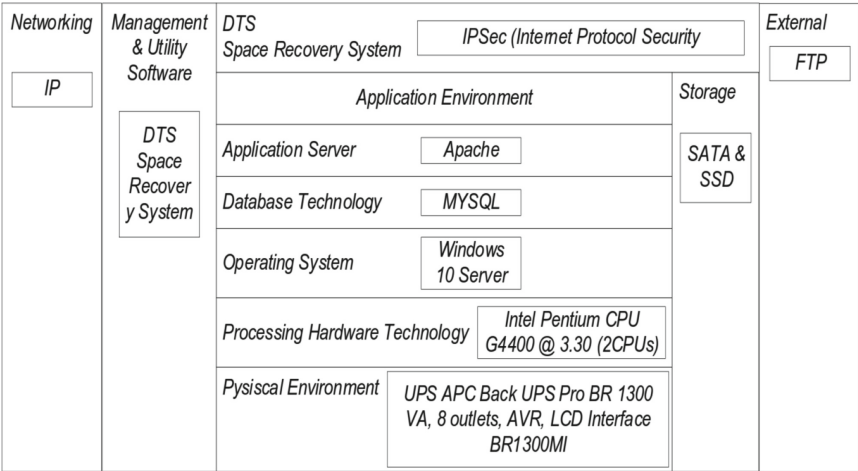 Networking
IP
Management
& Utility
Software
DTS
Space
Recover
y System
DTS
Space Recovery System
IPSec (Internet Protocol Security
Application Environment
Application Server
Apache
Database Technology
MYSQL
Operating System
Windows
10 Server
Processing Hardware Technology
Intel Pentium CPU
G4400 @ 3.30 (2CPUs)
Pysiscal Environment
UPS APC Back UPS Pro BR 1300
VA, 8 outlets, AVR, LCD Interface
BR1300MI
Storage
SATA &
SSD
External
FTP